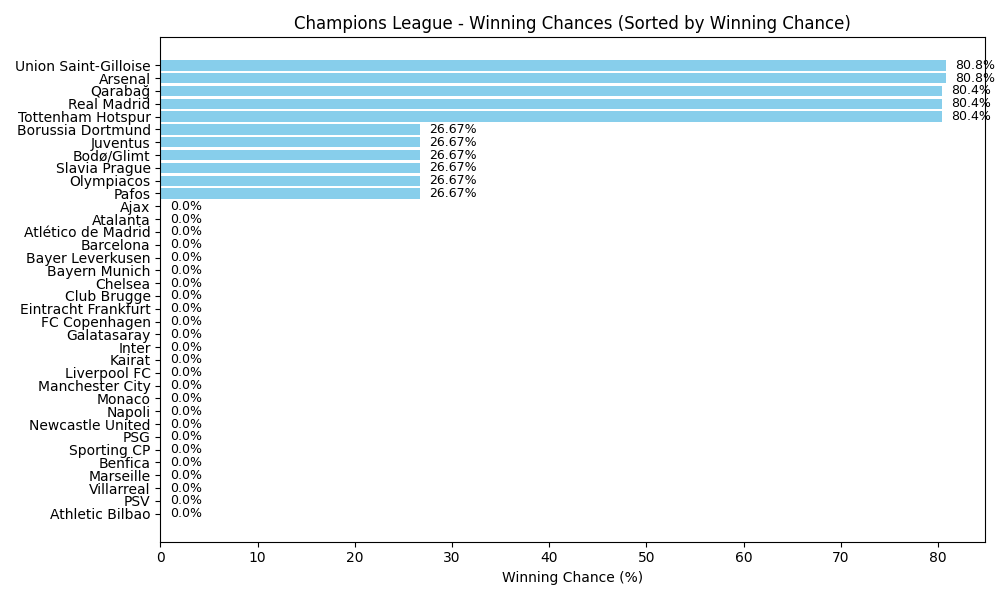 Champions League - Winning Chances (Sorted by Winning Chance)
Union Saint-Gilloise 80.8%
Arsenal 80.8%
Qarabağ 80.4%
Real Madrid 80.4%
Tottenham Hotspur 80.4%
Borussia Dortmund 26.67%
Juventus 26.67%
Bodø/Glimt 26.67%
Slavia Prague 26.67%
Olympiacos 26.67%
Pafos 26.67%
Ajax 0.0%
Atalanta 0.0%
Atlético de Madrid 0.0%
Barcelona 0.0%
Bayer Leverkusen 0.0%
Bayern Munich 0.0%
Chelsea 0.0%
Club Brugge 0.0%
Eintracht Frankfurt 0.0%
FC Copenhagen 0.0%
Galatasaray 0.0%
Inter 0.0%
Kairat 0.0%
Liverpool FC 0.0%
Manchester City 0.0%
Monaco 0.0%
Napoli 0.0%
Newcastle United 0.0%
PSG 0.0%
Sporting CP 0.0%
Benfica 0.0%
Marseille 0.0%
Villarreal 0.0%
PSV 0.0%
Athletic Bilbao 0.0%
0 10 20 30 40 50 60 70 80
Winning Chance (%)